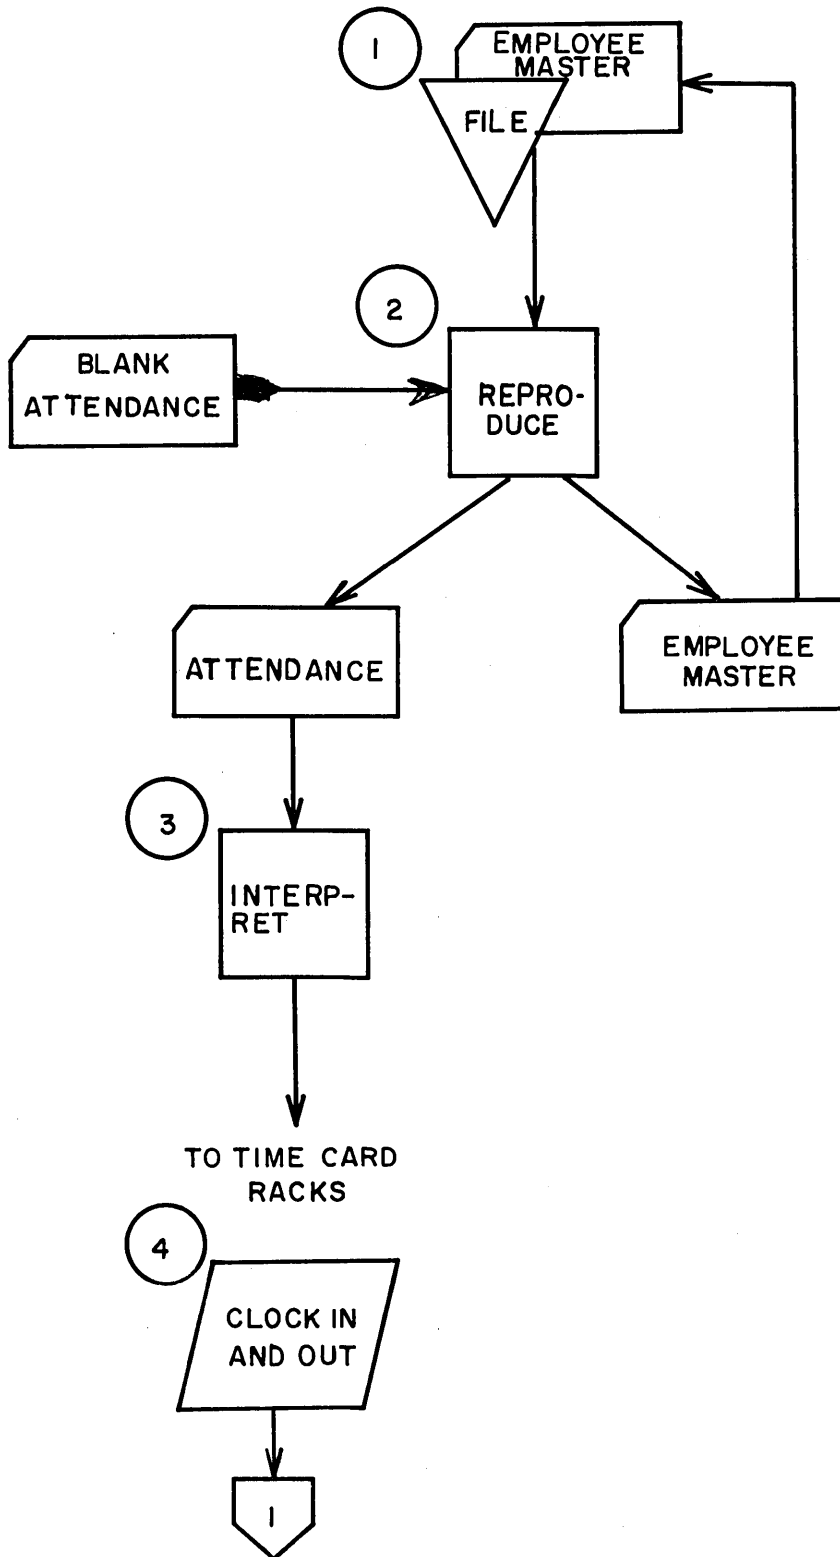 1
EMPLOYEE
MASTER
FILE
2
BLANK
ATTENDANCE
REPRO-
DUCE
ATTENDANCE
EMPLOYEE
MASTER
3
INTERP-
RET
TO TIME CARD
RACKS
4
CLOCK IN
AND OUT
1